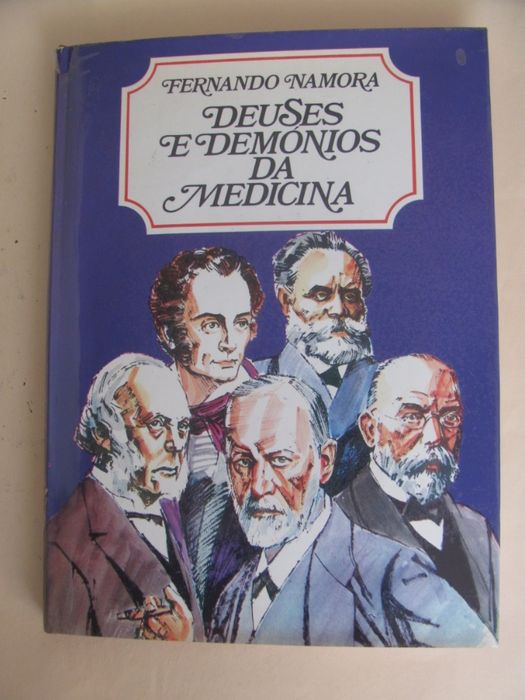 FERNANDO NAMORA
DEUSES
E DEMÓNIOS
DA
MEDICINA